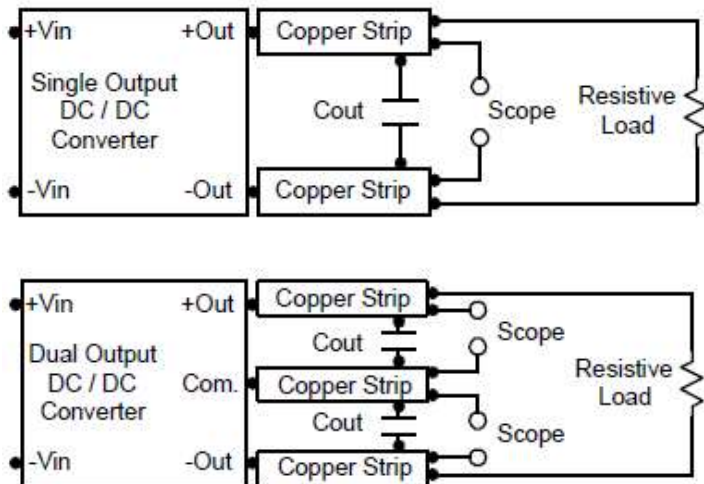 +Vin +Out Copper Strip
Single Output
DC / DC
Converter
Cout Scope Resistive
Load
-Vin -Out Copper Strip
+Vin +Out Copper Strip
Cout Scope
Dual Output
DC / DC
Converter
Com. Copper Strip
Resistive
Load
Cout Scope
-Vin -Out Copper Strip